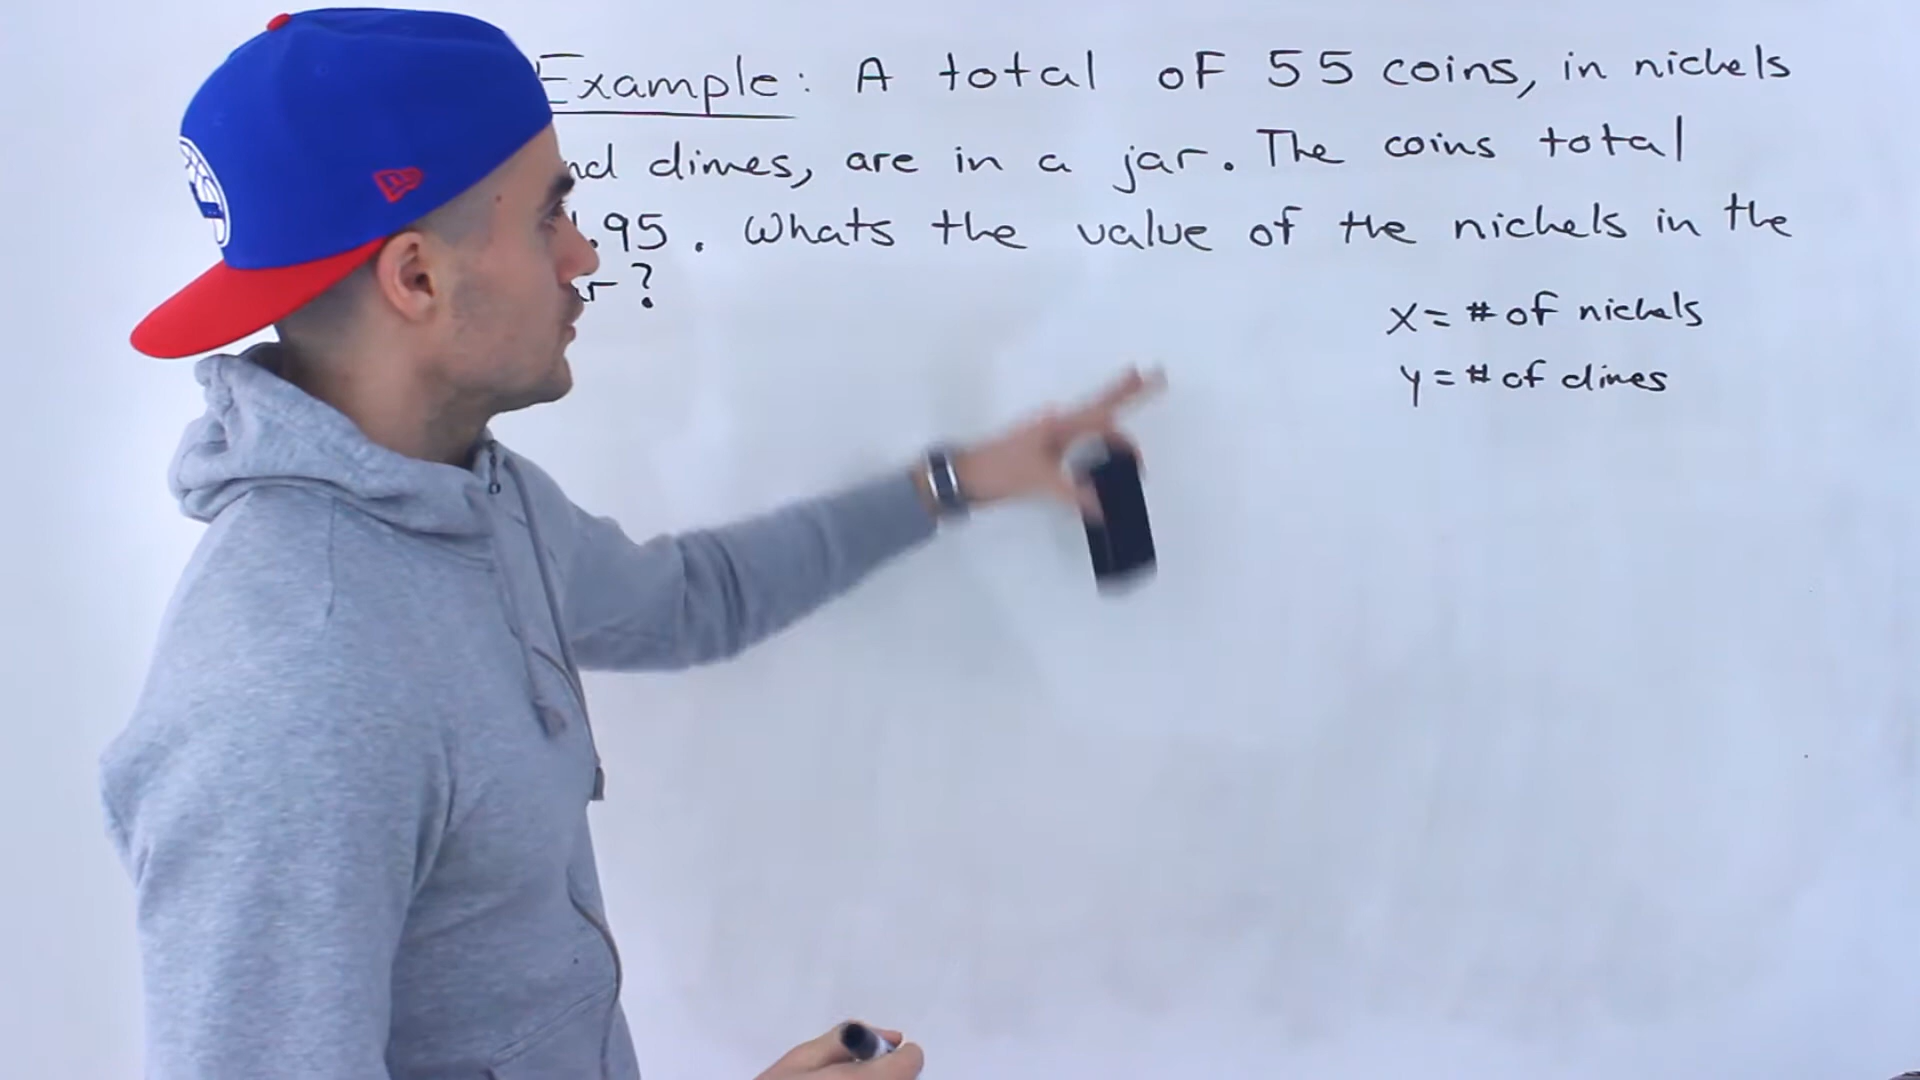 Example: A total of 55 coins, in nickels
nd dimes, are in a jar. The coins total
.95. Whats the value of the nickels in the
r?
x = # of nickels
y = # of dimes